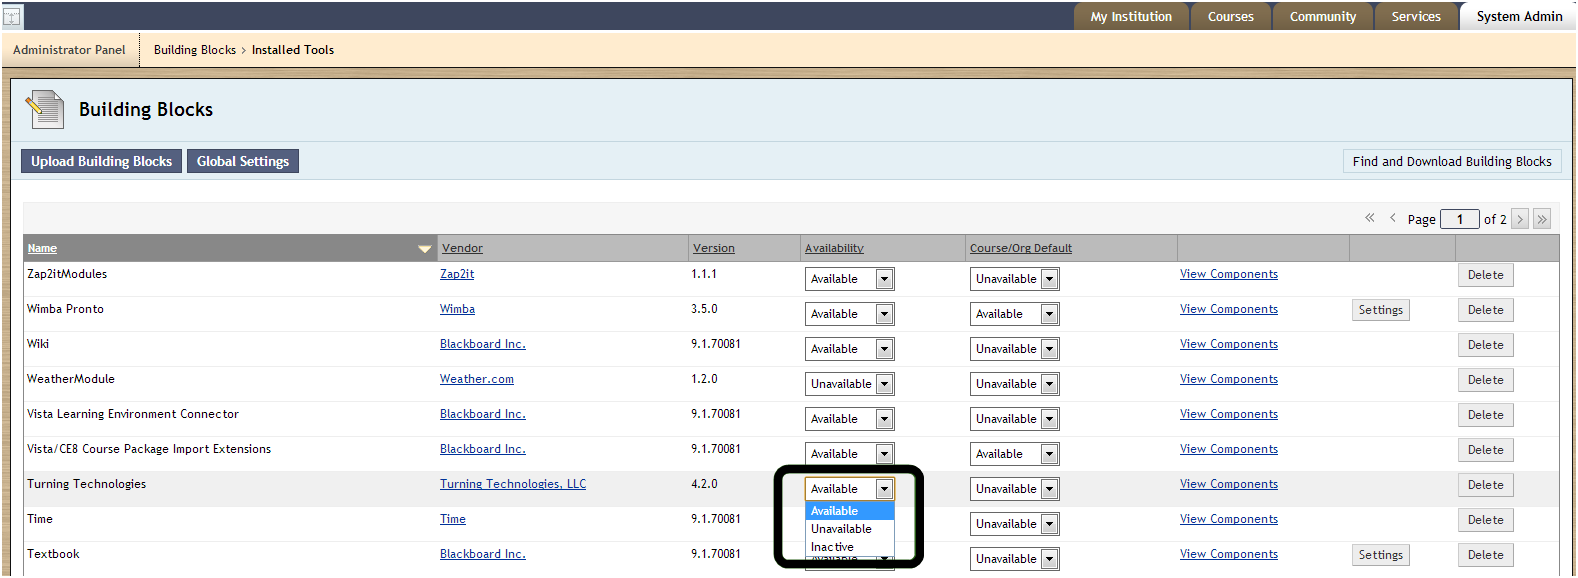 My Institution Courses Community Services System Admin
Administrator Panel Building Blocks > Installed Tools
Building Blocks
Upload Building Blocks Global Settings Find and Download Building Blocks
« < Page 1 of 2 > »
Name Vendor Version Availability Course/Org Default
Zap2itModules Zap2it 1.1.1 Available Unavailable View Components Delete
Wimba Pronto Wimba 3.5.0 Available Available View Components Settings Delete
Wiki Blackboard Inc. 9.1.70081 Available Unavailable View Components Delete
WeatherModule Weather.com 1.2.0 Unavailable Unavailable View Components Delete
Vista Learning Environment Connector Blackboard Inc. 9.1.70081 Available Unavailable View Components Delete
Vista/CE8 Course Package Import Extensions Blackboard Inc. 9.1.70081 Available Available View Components Delete
Turning Technologies Turning Technologies, LLC 4.2.0 Available Unavailable View Components Delete
Available
Time Time 9.1.70081 Unavailable Unavailable View Components Delete
Inactive
Textbook Blackboard Inc. 9.1.70081 Available Unavailable View Components Settings Delete